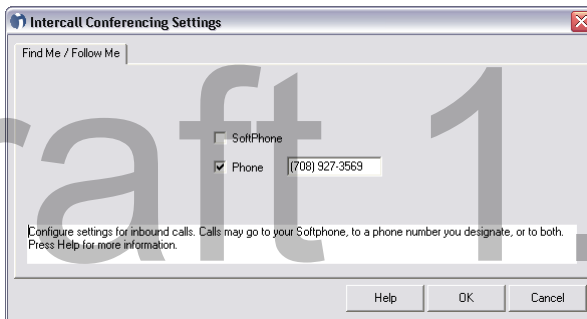 Intercall Conferencing Settings
Find Me / Follow Me
SoftPhone
Phone (708) 927-3569
Configure settings for inbound calls. Calls may go to your Softphone, to a phone number you designate, or to both.
Press Help for more information.
Help OK Cancel
raft 1.